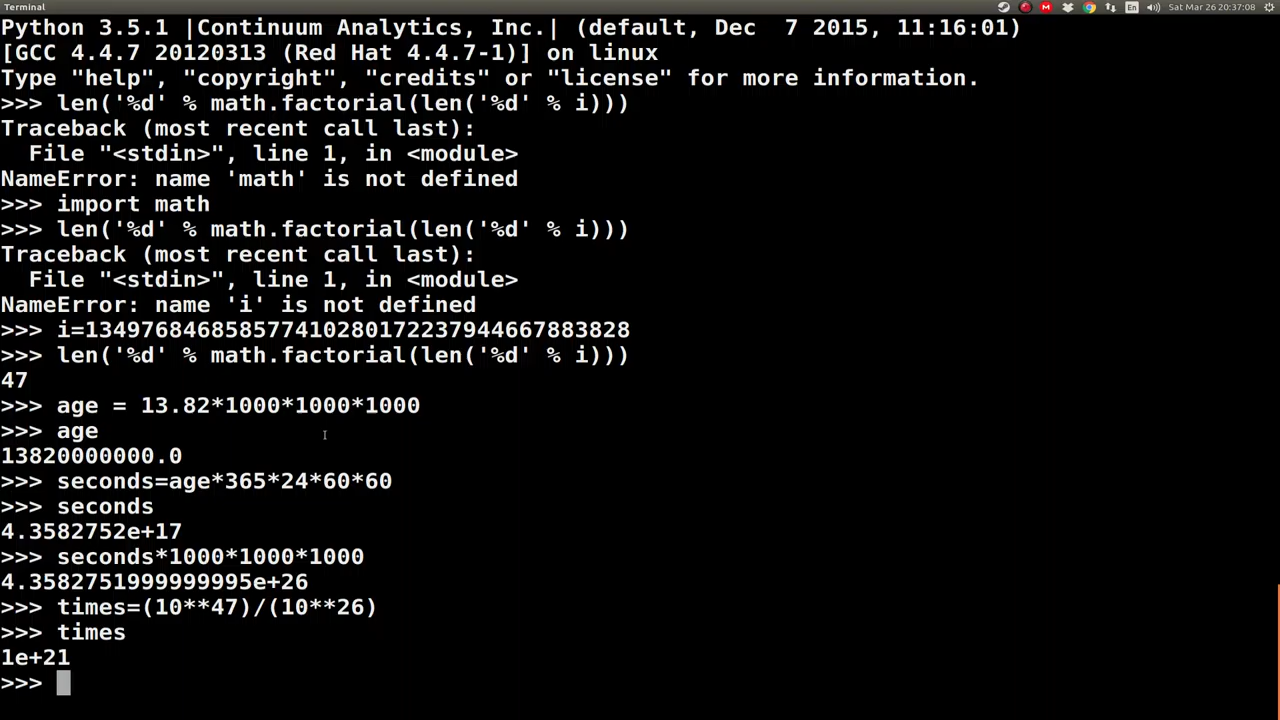 Terminal
En
Sat Mar 26 20:37:08
Python 3.5.1 |Continuum Analytics, Inc.| (default, Dec  7 2015, 11:16:01)
[GCC 4.4.7 20120313 (Red Hat 4.4.7-1)] on linux
Type "help", "copyright", "credits" or "license" for more information.
>>> len('%d' % math.factorial(len('%d' % i)))
Traceback (most recent call last):
  File "<stdin>", line 1, in <module>
NameError: name 'math' is not defined
>>> import math
>>> len('%d' % math.factorial(len('%d' % i)))
Traceback (most recent call last):
  File "<stdin>", line 1, in <module>
NameError: name 'i' is not defined
>>> i=134976846858577410280172237944667883828
>>> len('%d' % math.factorial(len('%d' % i)))
47
>>> age = 13.82*1000*1000*1000
>>> age
13820000000.0
>>> seconds=age*365*24*60*60
>>> seconds
4.3582752e+17
>>> seconds*1000*1000*1000
4.3582751999999995e+26
>>> times=(10**47)/(10**26)
>>> times
1e+21
>>>